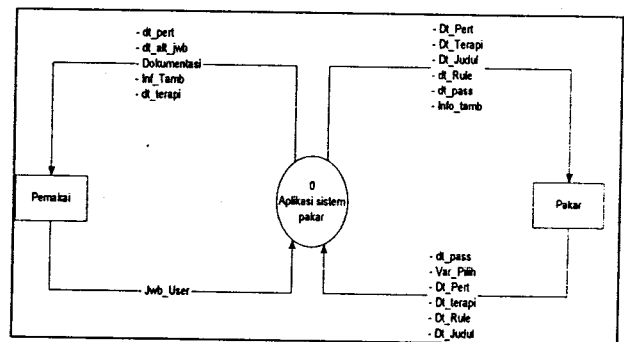 - dt_pert
- dt_alt_jwb
- Dokumentasi
- Inf_Tamb
- dt_terapi
- Dt_Pert
- Dt_Terapi
- Dt_Judul
- dt_Rule
- dt_pass
- Info_tamb
Pemakai
0
Aplikasi sistem
pakar
Pakar
Jwb_User
- dt_pass
- Var_Pilih
- Dt_Pert
- Dt_terapi
- Dt_Rule
- Dt_Judul